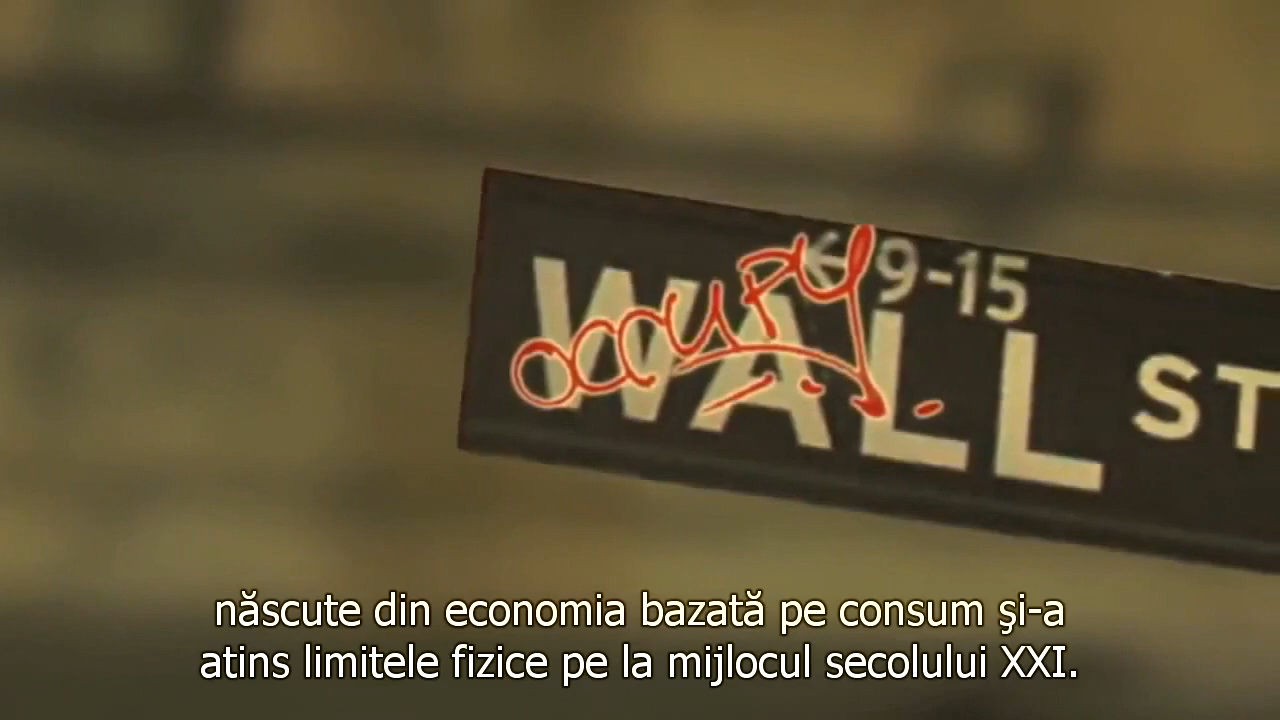 ← 9-15
OCCUPY
WALL ST
născute din economia bazată pe consum şi-a
atins limitele fizice pe la mijlocul secolului XXI.